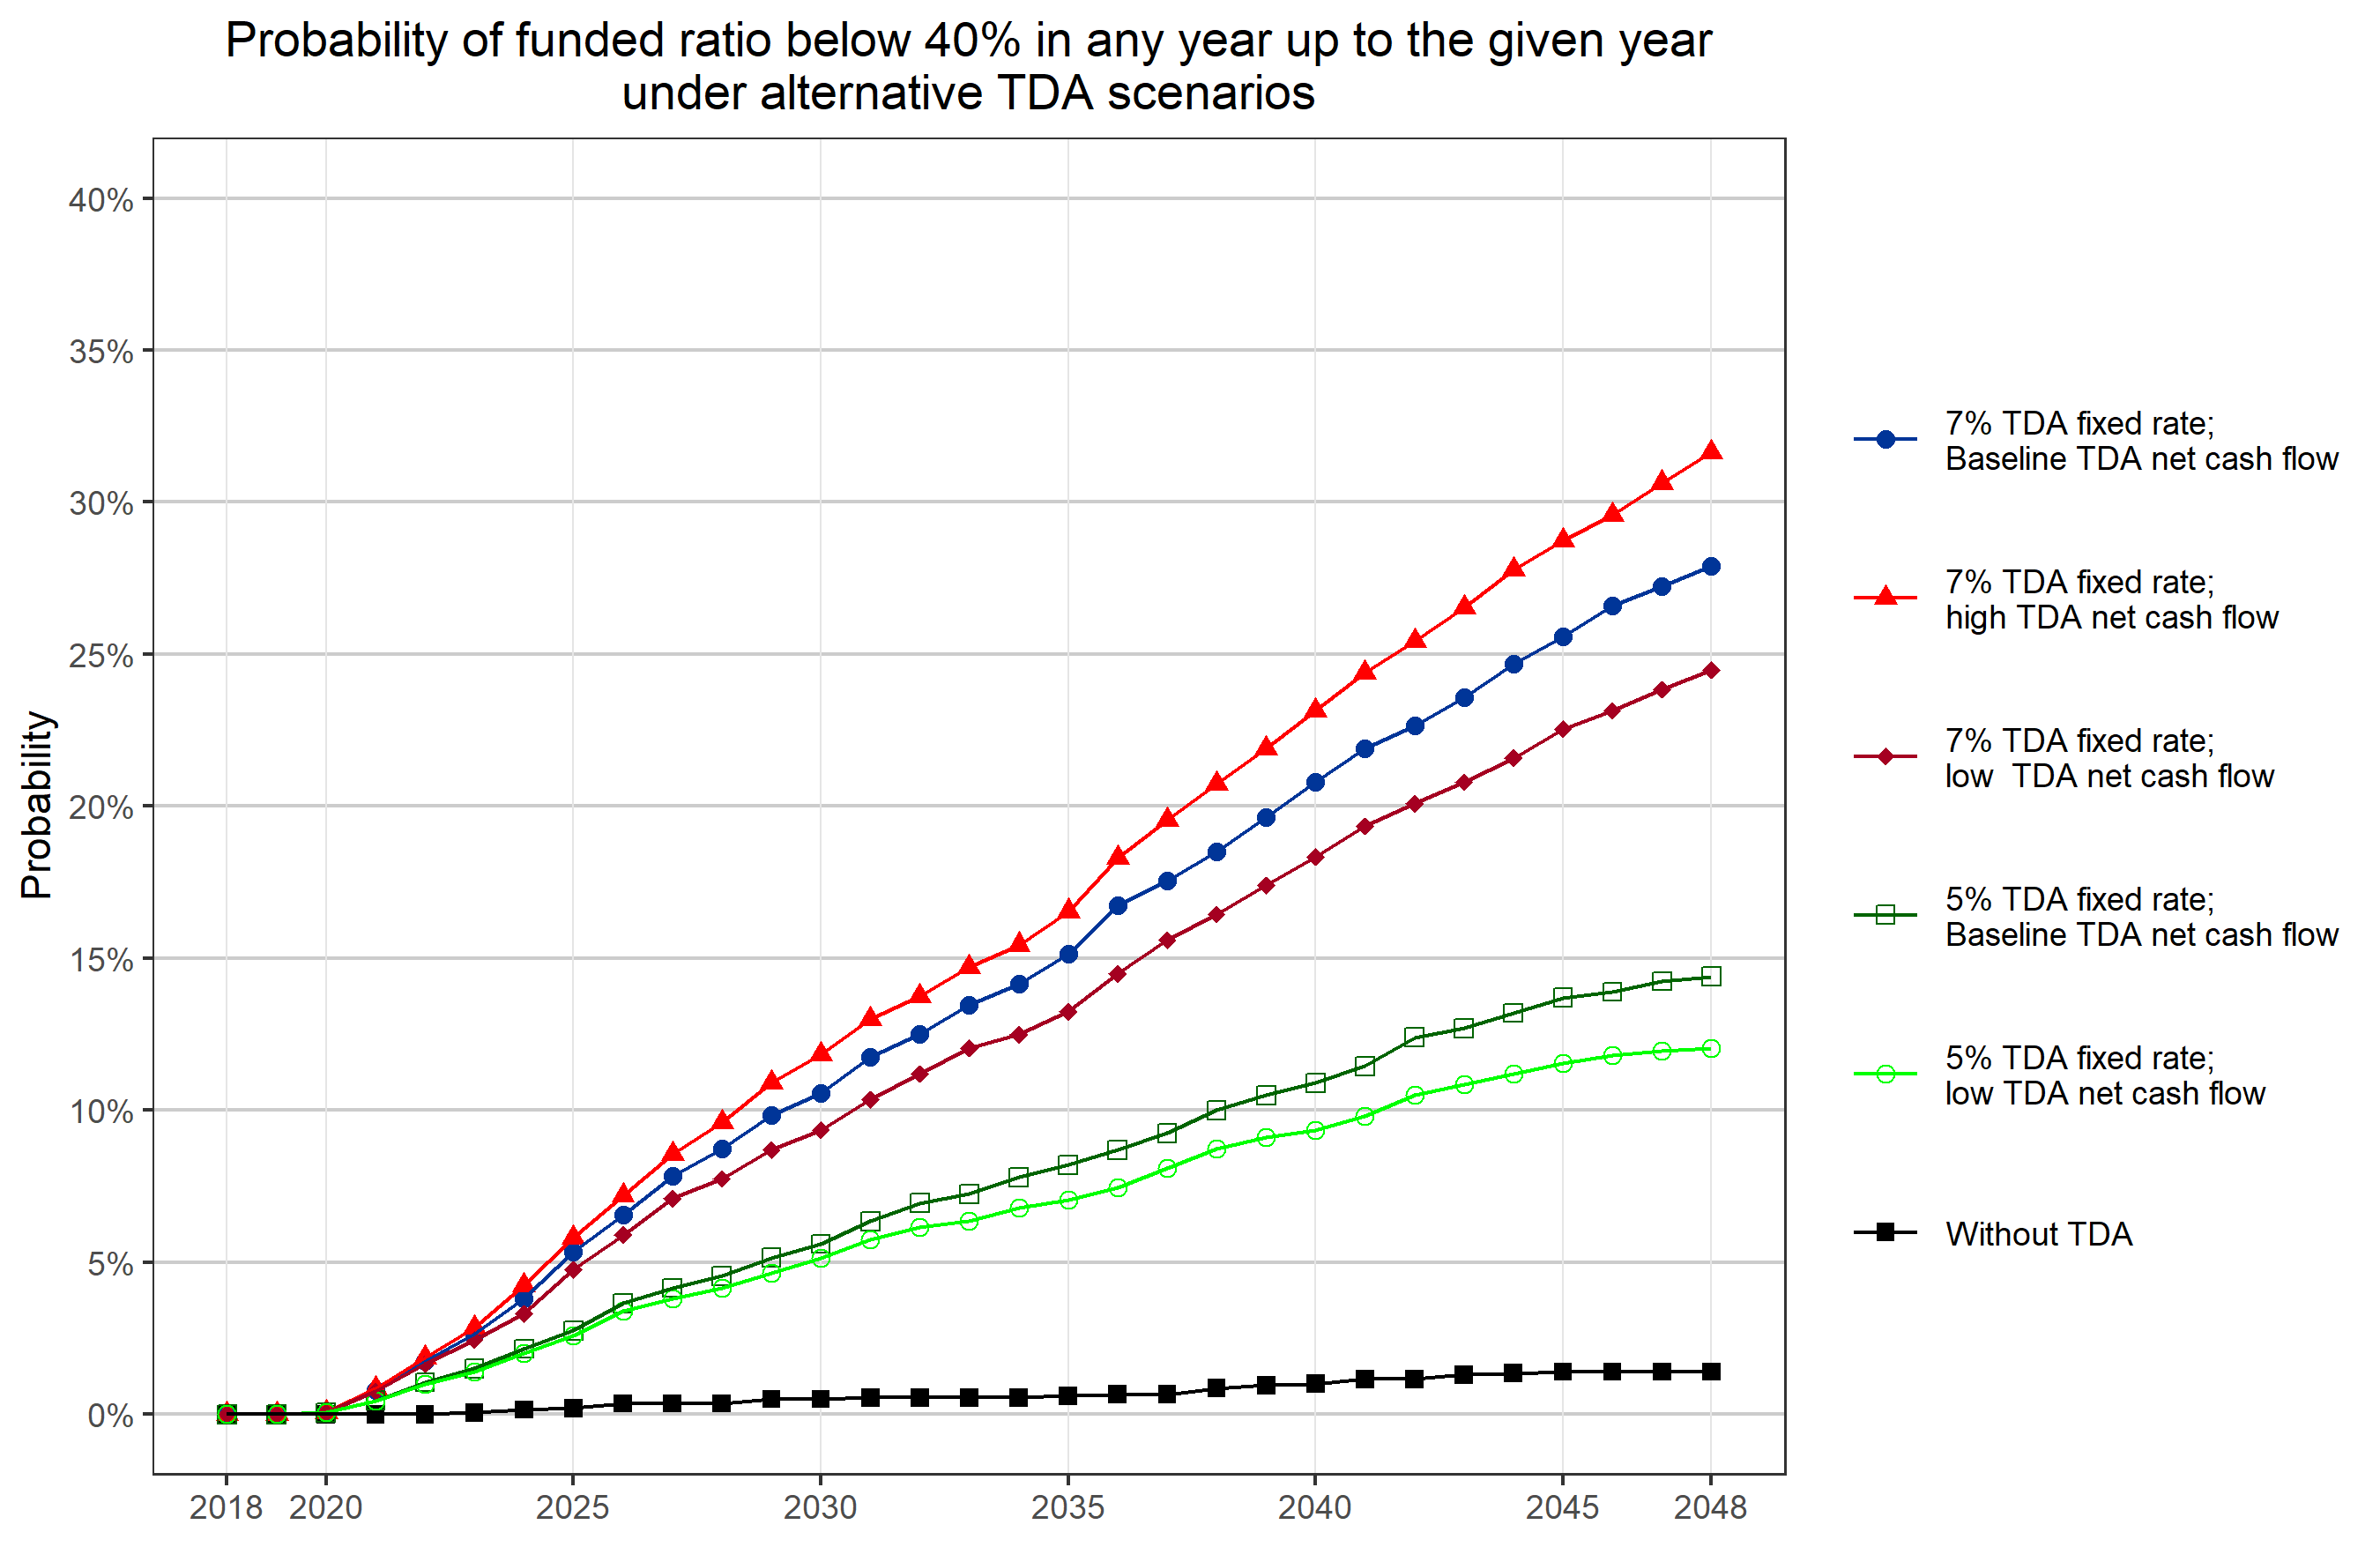 Probability of funded ratio below 40% in any year up to the given year
under alternative TDA scenarios
40%
35%
30%
25%
20%
15%
10%
5%
0%
Probability
2018 2020 2025 2030 2035 2040 2045 2048
7% TDA fixed rate;
Baseline TDA net cash flow
7% TDA fixed rate;
high TDA net cash flow
7% TDA fixed rate;
low  TDA net cash flow
5% TDA fixed rate;
Baseline TDA net cash flow
5% TDA fixed rate;
low TDA net cash flow
Without TDA